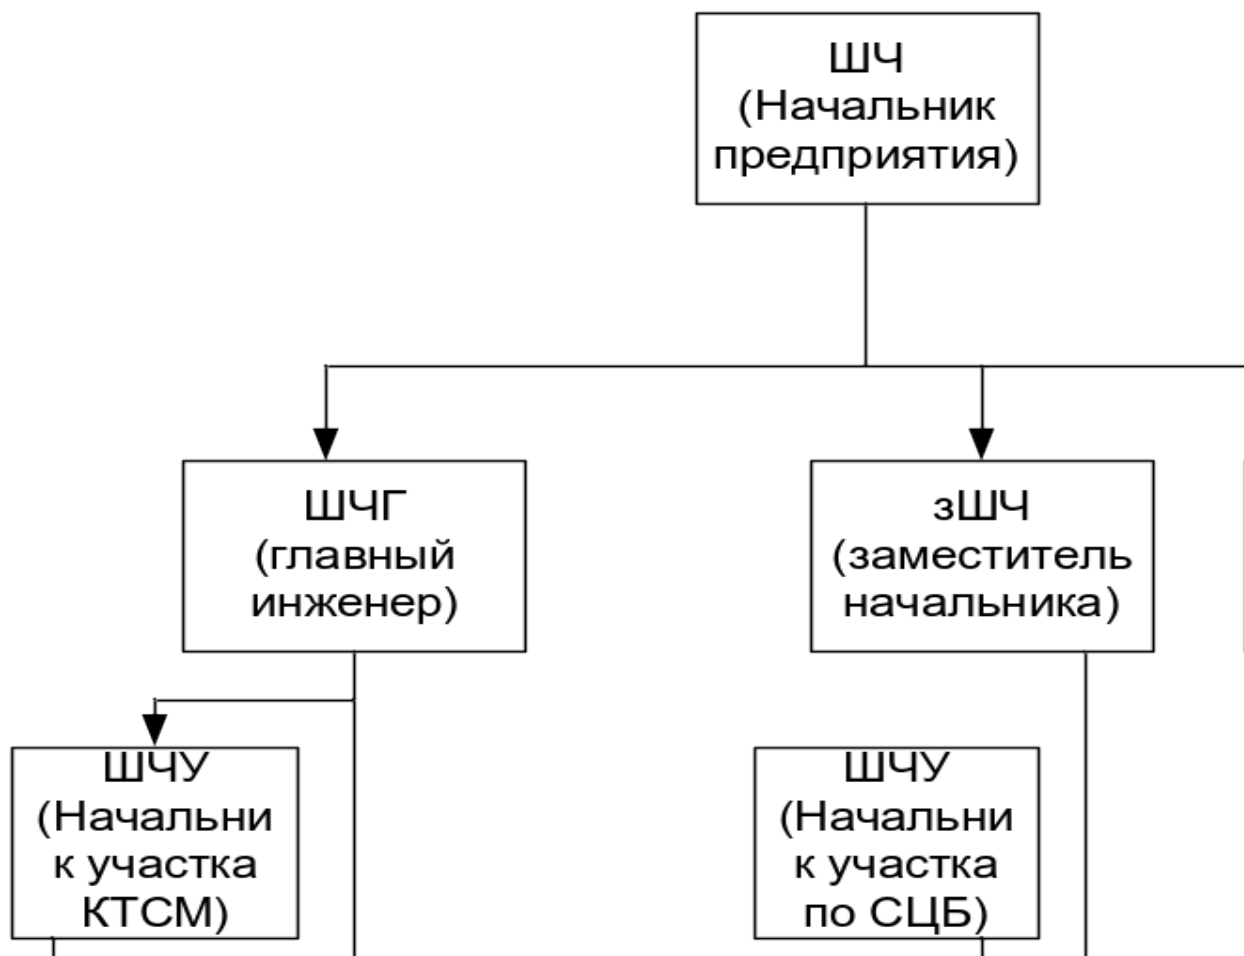 ШЧ
(Начальник
предприятия)
ШЧГ
(главный
инженер)
зШЧ
(заместитель
начальника)
ШЧУ
(Начальни
к участка
КТСМ)
ШЧУ
(Начальни
к участка
по СЦБ)